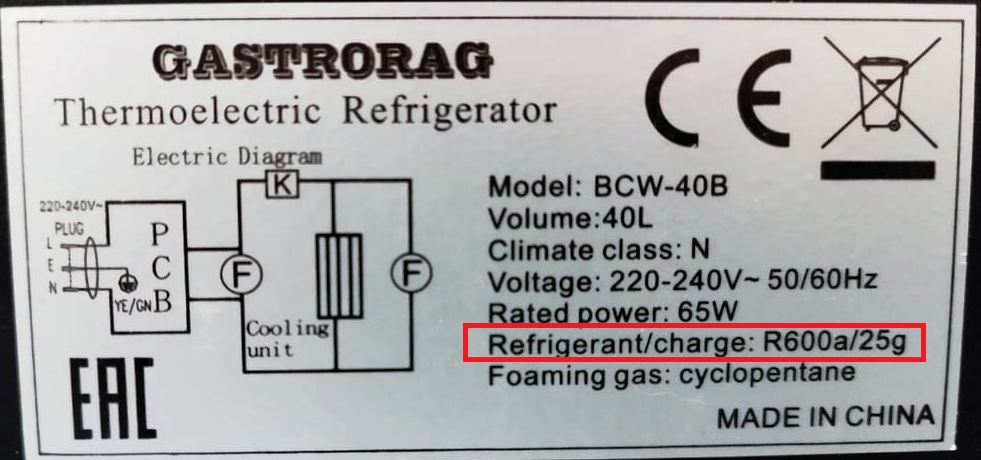 GASTRORAG
Thermoelectric Refrigerator
CE
Electric Diagram
K
220-240V~
PLUG
L
E
N
YE/GN
PCB
F
F
Cooling
unit
Model: BCW-40B
Volume:40L
Climate class: N
Voltage: 220-240V~ 50/60Hz
Rated power: 65W
Refrigerant/charge: R600a/25g
Foaming gas: cyclopentane
EAC
MADE IN CHINA